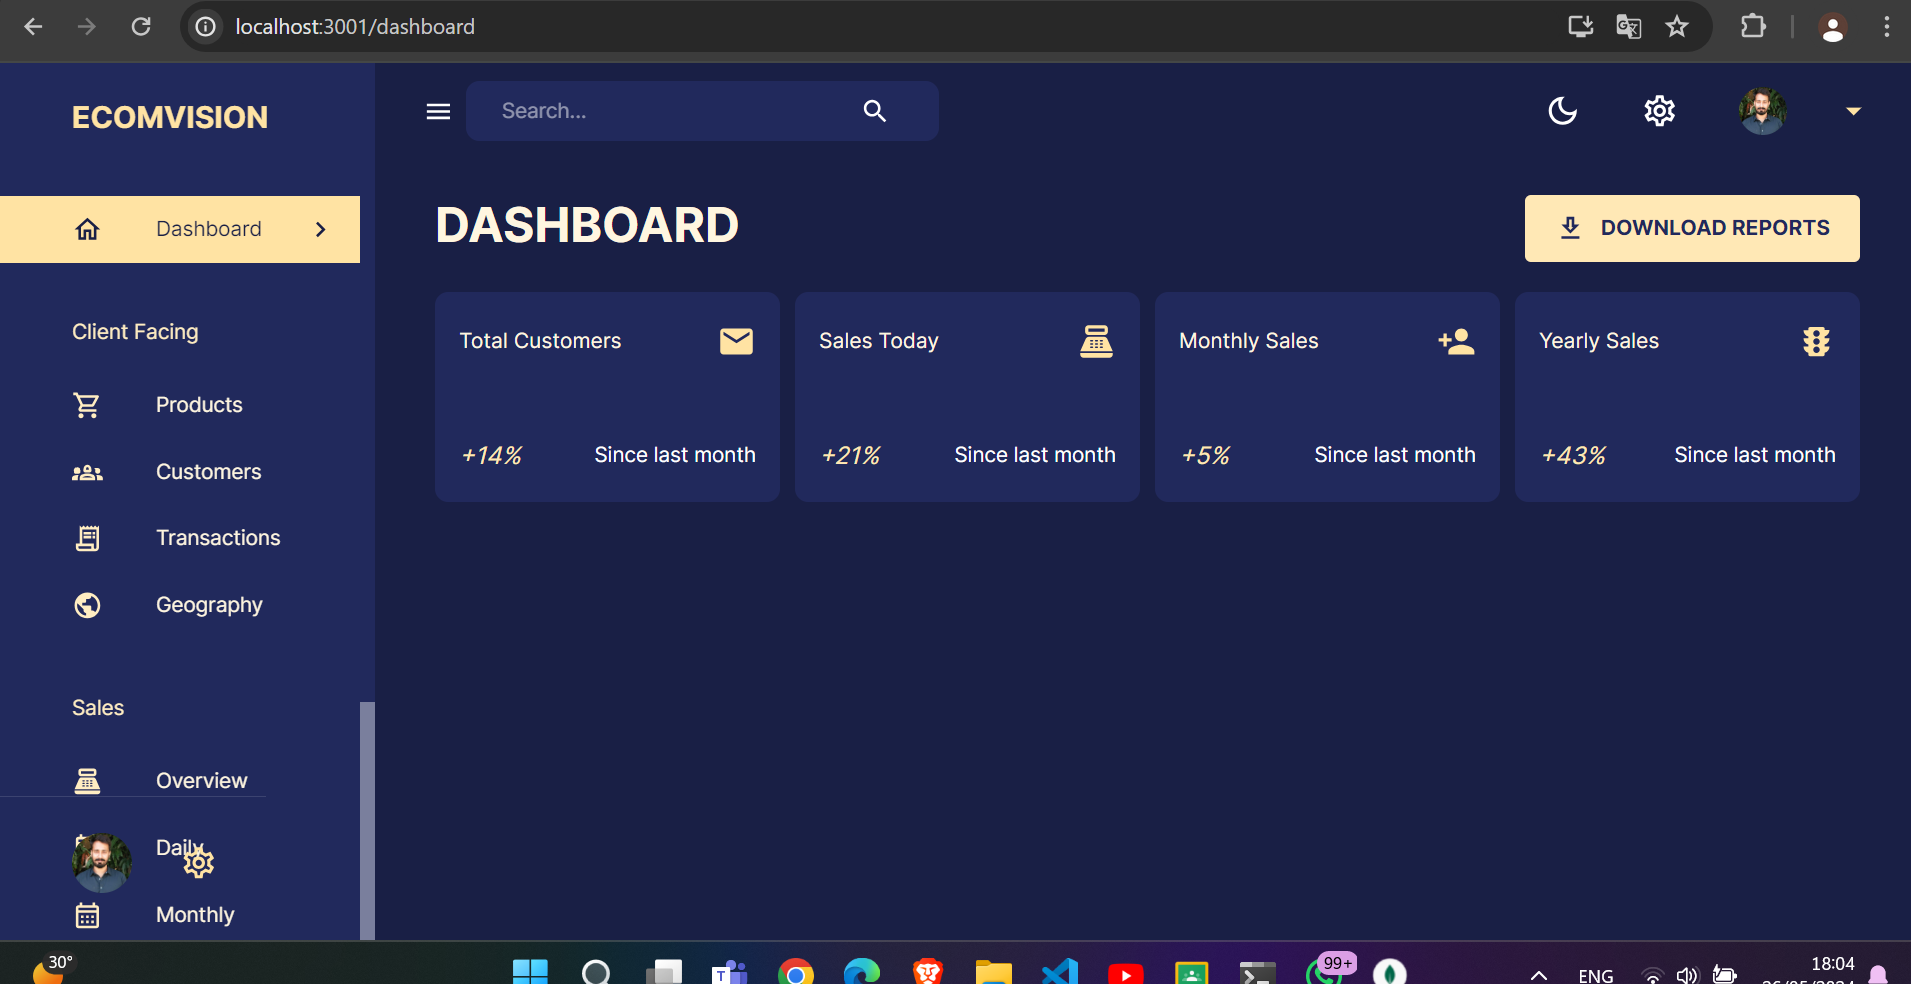 localhost:3001/dashboard
ECOMVISION
Search...
Dashboard
DASHBOARD
DOWNLOAD REPORTS
Client Facing
Products
Customers
Transactions
Geography
Sales
Overview
Daily
Monthly
Total Customers
+14%
Since last month
Sales Today
+21%
Since last month
Monthly Sales
+5%
Since last month
Yearly Sales
+43%
Since last month
30°
99+
ENG
18:04